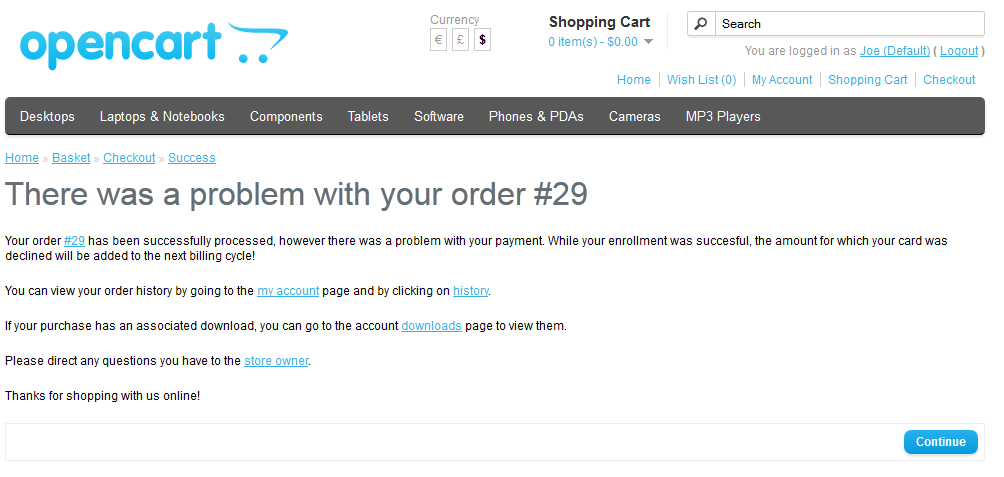 opencart
Currency
€ £ $
Shopping Cart
0 item(s) - $0.00
Search
You are logged in as Joe (Default) ( Logout )
Home Wish List (0) My Account Shopping Cart Checkout
Desktops Laptops & Notebooks Components Tablets Software Phones & PDAs Cameras MP3 Players
Home » Basket » Checkout » Success
There was a problem with your order #29
Your order #29 has been successfully processed, however there was a problem with your payment. While your enrollment was succesful, the amount for which your card was
declined will be added to the next billing cycle!
You can view your order history by going to the my account page and by clicking on history.
If your purchase has an associated download, you can go to the account downloads page to view them.
Please direct any questions you have to the store owner.
Thanks for shopping with us online!
Continue